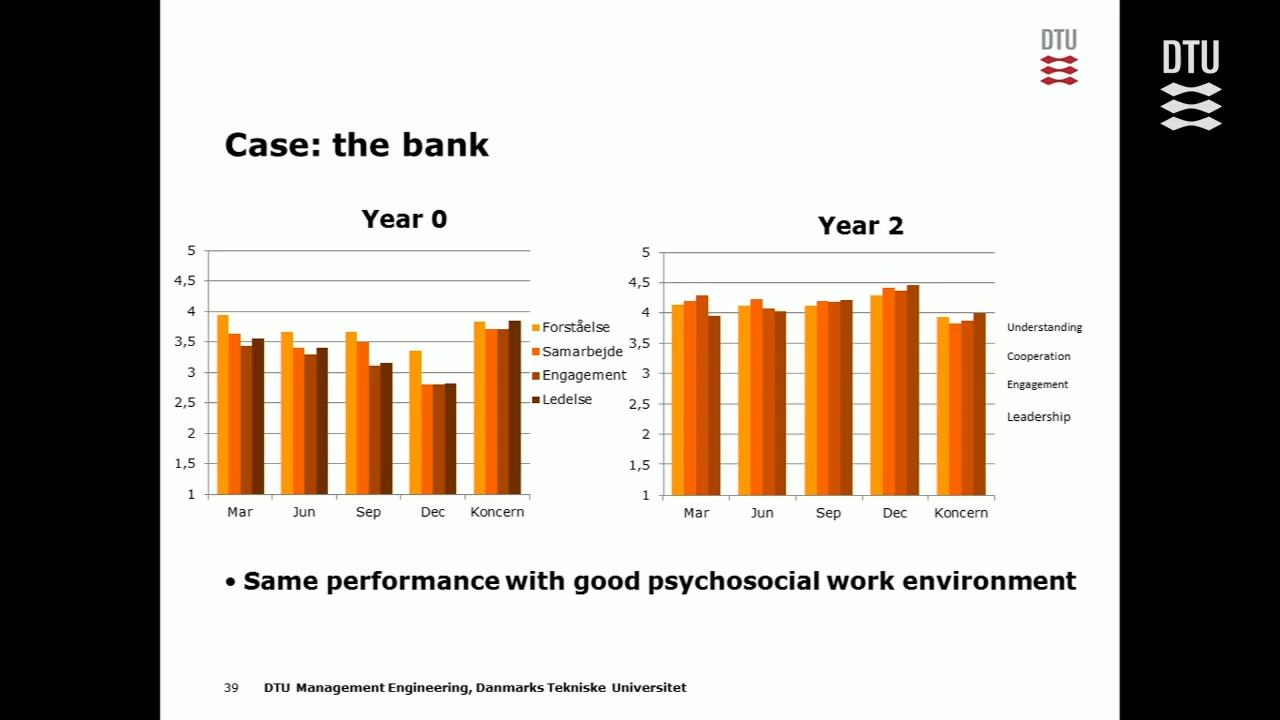 DTU
DTU
Case: the bank
Year 0
5
4,5
4
3,5
3
2,5
2
1,5
1
Mar Jun Sep Dec Koncern
Forståelse
Samarbejde
Engagement
Ledelse
Year 2
5
4,5
4
3,5
3
2,5
2
1,5
1
Mar Jun Sep Dec Koncern
Understanding
Cooperation
Engagement
Leadership
• Same performance with good psychosocial work environment
39 DTU Management Engineering, Danmarks Tekniske Universitet